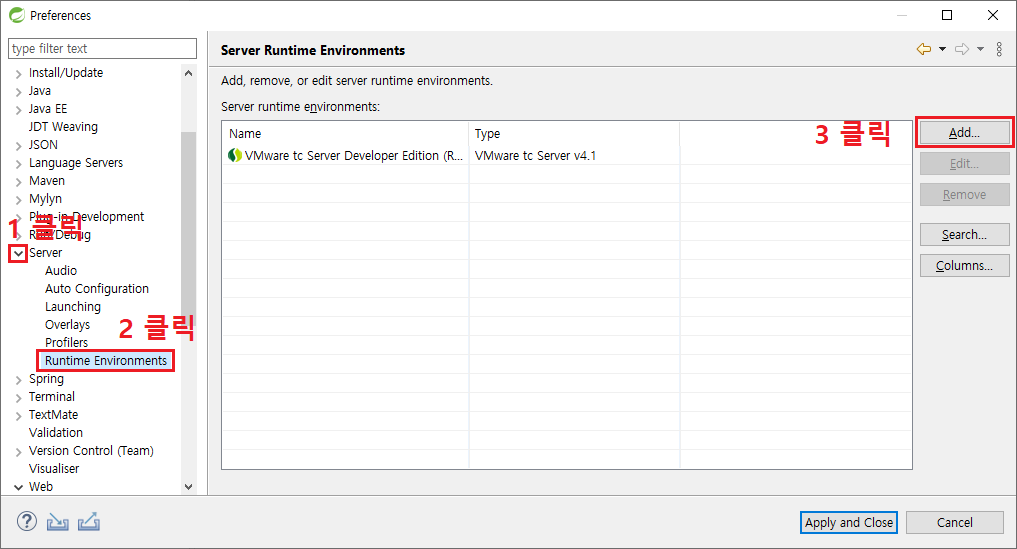 Preferences
type filter text
Install/Update
Java
Java EE
JDT Weaving
JSON
Language Servers
Maven
Mylyn
Plug-in Development
Run/Debug
1 클릭
Server
Audio
Auto Configuration
Launching
Overlays
2 클릭
Profilers
Runtime Environments
Spring
Terminal
TextMate
Validation
Version Control (Team)
Visualiser
Web
Server Runtime Environments
Add, remove, or edit server runtime environments.
Server runtime environments:
Name Type
VMware tc Server Developer Edition (R... VMware tc Server v4.1
3 클릭
Add...
Edit...
Remove
Search...
Columns...
Apply and Close
Cancel